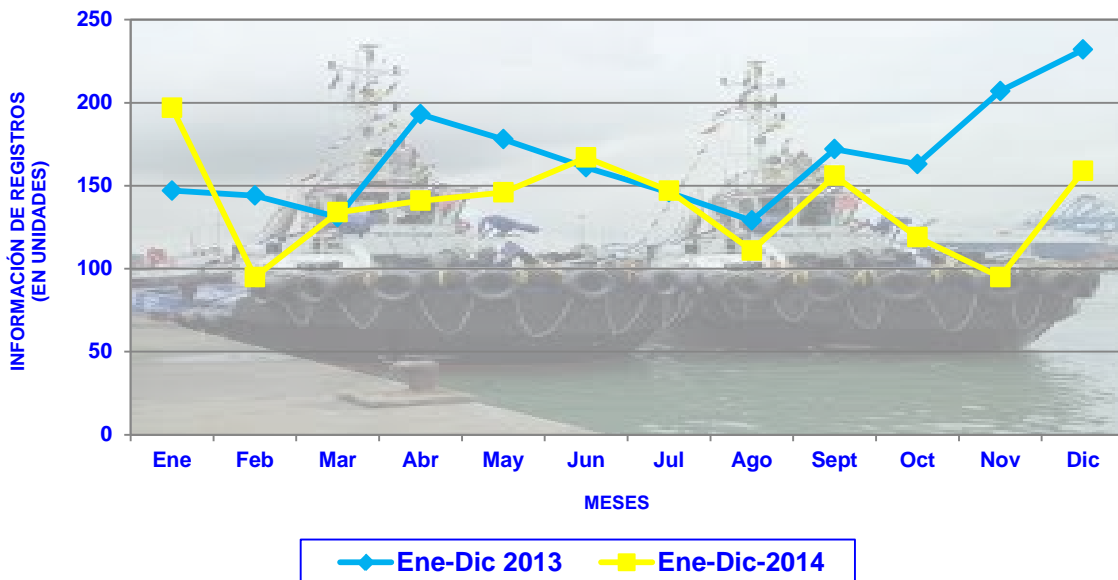 250
200
150
100
50
0
INFORMACIÓN DE REGISTROS
(EN UNIDADES)
Ene Feb Mar Abr May Jun Jul Ago Sept Oct Nov Dic
MESES
Ene-Dic 2013 Ene-Dic-2014